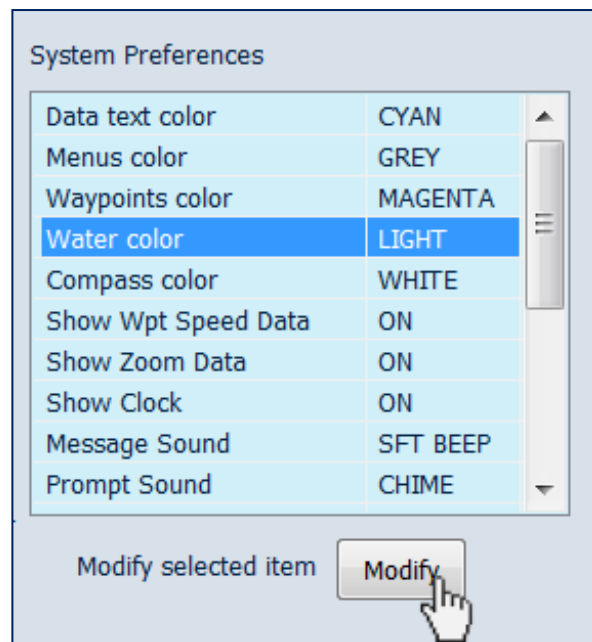 System Preferences
Data text color CYAN
Menus color GREY
Waypoints color MAGENTA
Water color LIGHT
Compass color WHITE
Show Wpt Speed Data ON
Show Zoom Data ON
Show Clock ON
Message Sound SFT BEEP
Prompt Sound CHIME
Modify selected item Modify